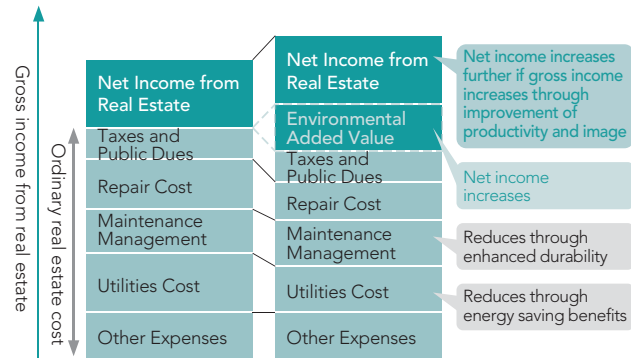 Gross income from real estate
Ordinary real estate cost
Net Income from
Real Estate
Taxes and
Public Dues
Repair Cost
Maintenance
Management
Utilities Cost
Other Expenses
Net Income from
Real Estate
Environmental
Added Value
Taxes and
Public Dues
Repair Cost
Maintenance
Management
Utilities Cost
Other Expenses
Net income increases
further if gross income
increases through
improvement of
productivity and image
Net income
increases
Reduces through
enhanced durability
Reduces through
energy saving benefits